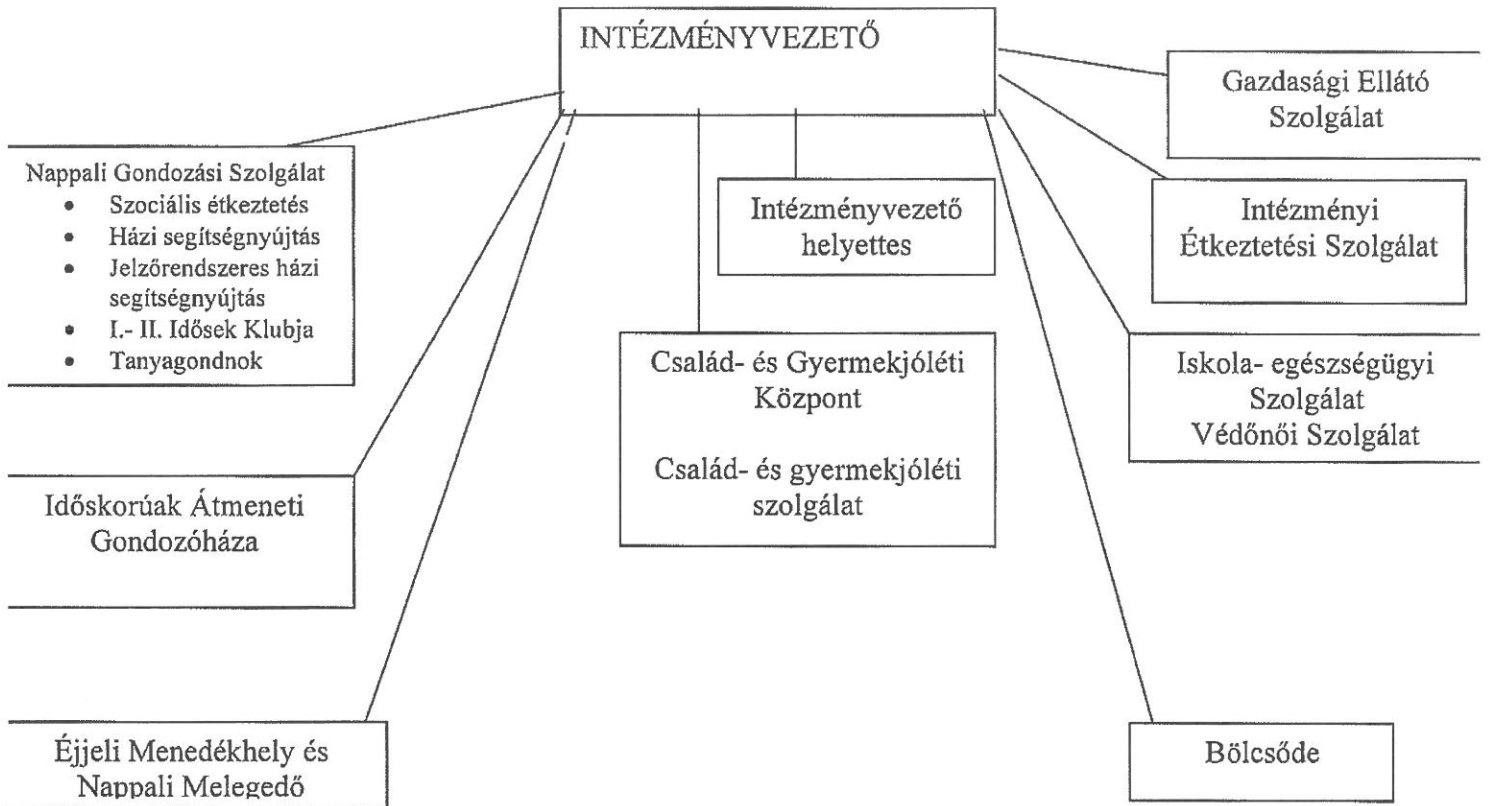 INTÉZMÉNYVEZETŐ
Gazdasági Ellátó
Szolgálat
Nappali Gondozási Szolgálat
• Szociális étkeztetés
• Házi segítségnyújtás
• Jelzőrendszeres házi
segítségnyújtás
• I.- II. Idősek Klubja
• Tanyagondnok
Intézményvezető
helyettes
Intézményi
Étkeztetési Szolgálat
Család- és Gyermekjóléti
Központ
Család- és gyermekjóléti
szolgálat
Iskola- egészségügyi
Szolgálat
Védőnői Szolgálat
Időskorúak Átmeneti
Gondozóháza
Éjjeli Menedékhely és
Nappali Melegedő
Bölcsőde